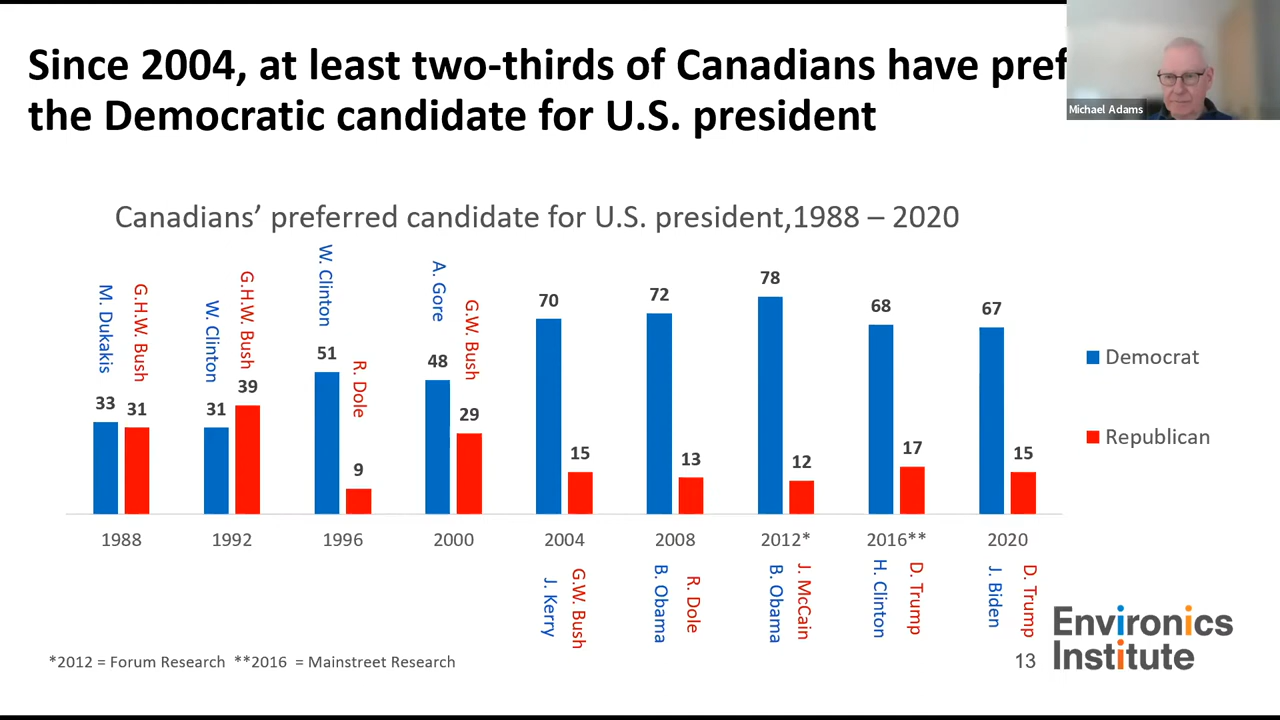 Since 2004, at least two-thirds of Canadians have pref
the Democratic candidate for U.S. president
Michael Adams
Canadians’ preferred candidate for U.S. president,1988 – 2020
M. Dukakis
G.H.W. Bush
W. Clinton
G.H.W. Bush
W. Clinton
R. Dole
A. Gore
G.W. Bush
33 31
31 39
51 9
48 29
70 15
72 13
78 12
68 17
67 15
Democrat
Republican
1988 1992 1996 2000 2004 2008 2012* 2016** 2020
J. Kerry
G.W. Bush
B. Obama
R. Dole
B. Obama
J. McCain
H. Clinton
D. Trump
J. Biden
D. Trump
*2012 = Forum Research **2016 = Mainstreet Research
13
Environics
Institute